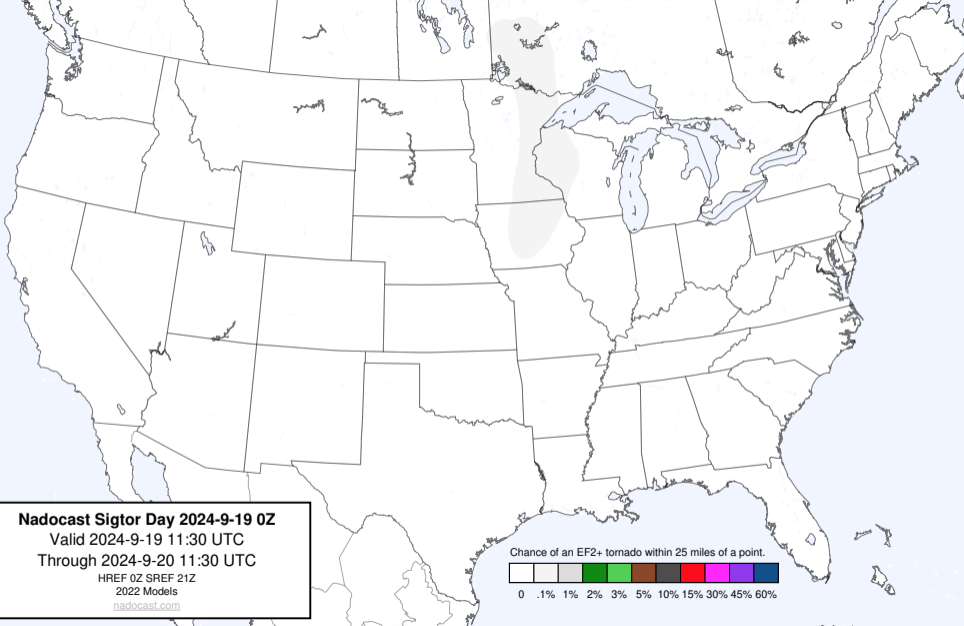 Nadocast Sigtor Day 2024-9-19 0Z
Valid 2024-9-19 11:30 UTC
Through 2024-9-20 11:30 UTC
HREF 0Z SREF 21Z
2022 Models
nadocast.com
Chance of an EF2+ tornado within 25 miles of a point.
0 .1% 1% 2% 3% 5% 10% 15% 30% 45% 60%